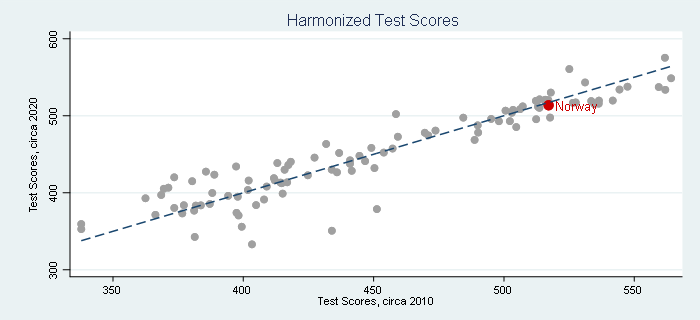 Harmonized Test Scores
Test Scores, circa 2020
600
500
400
300
Norway
350
400
450
500
550
Test Scores, circa 2010